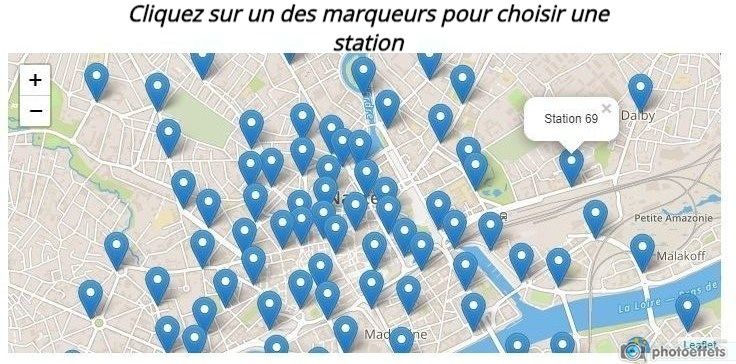 Cliquez sur un des marqueurs pour choisir une
station
+
−
Station 69 ×
Dalby
Petite Amazonie
Malakoff
La Loire
Leaflet
photoeffets